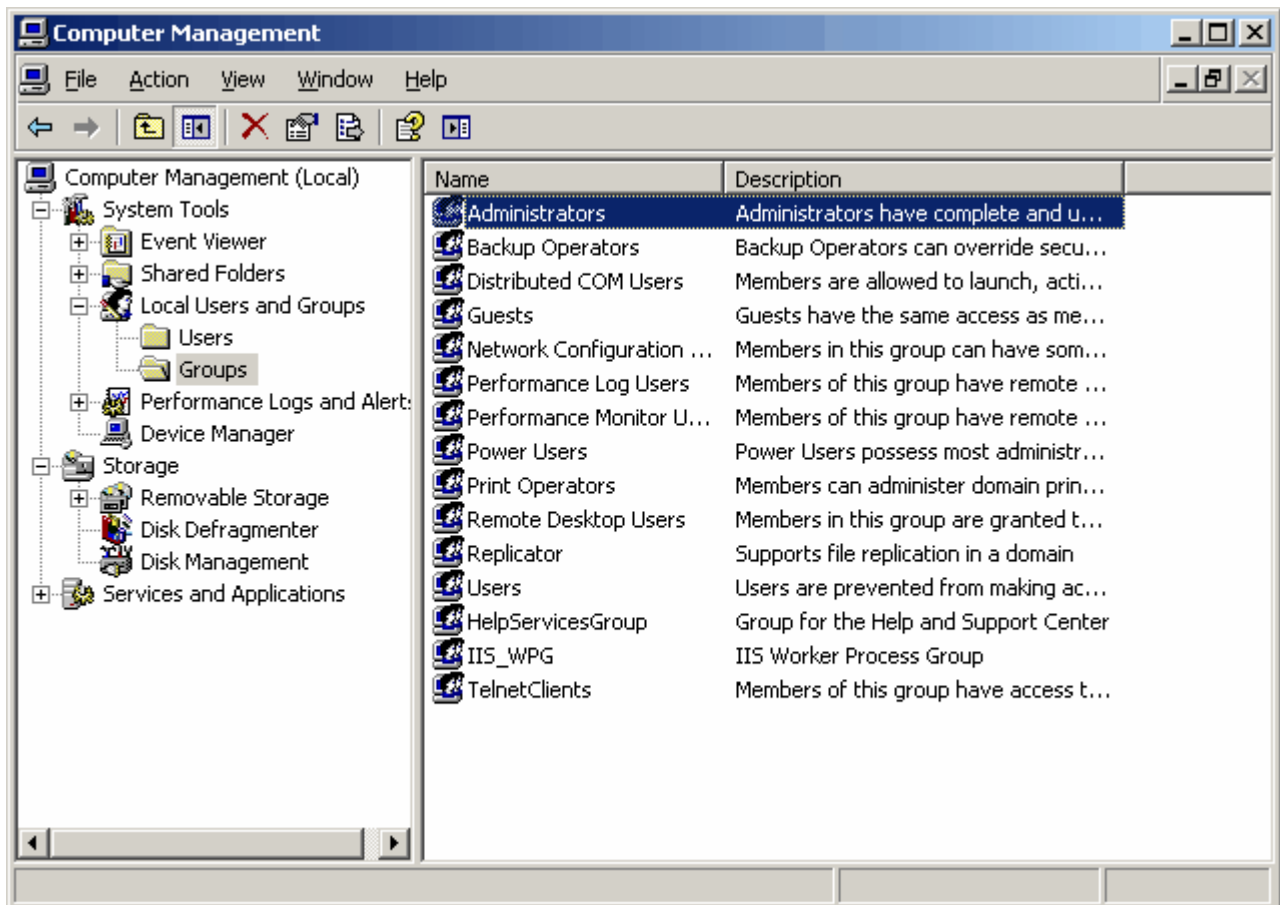 Computer Management
File Action View Window Help
Computer Management (Local)
System Tools
Event Viewer
Shared Folders
Local Users and Groups
Users
Groups
Performance Logs and Alert
Device Manager
Storage
Removable Storage
Disk Defragmenter
Disk Management
Services and Applications
Name Description
Administrators Administrators have complete and u...
Backup Operators Backup Operators can override secu...
Distributed COM Users Members are allowed to launch, acti...
Guests Guests have the same access as me...
Network Configuration ... Members in this group can have som...
Performance Log Users Members of this group have remote ...
Performance Monitor U... Members of this group have remote ...
Power Users Power Users possess most administr...
Print Operators Members can administer domain prin...
Remote Desktop Users Members in this group are granted t...
Replicator Supports file replication in a domain
Users Users are prevented from making ac...
HelpServicesGroup Group for the Help and Support Center
IIS_WPG IIS Worker Process Group
TelnetClients Members of this group have access t...